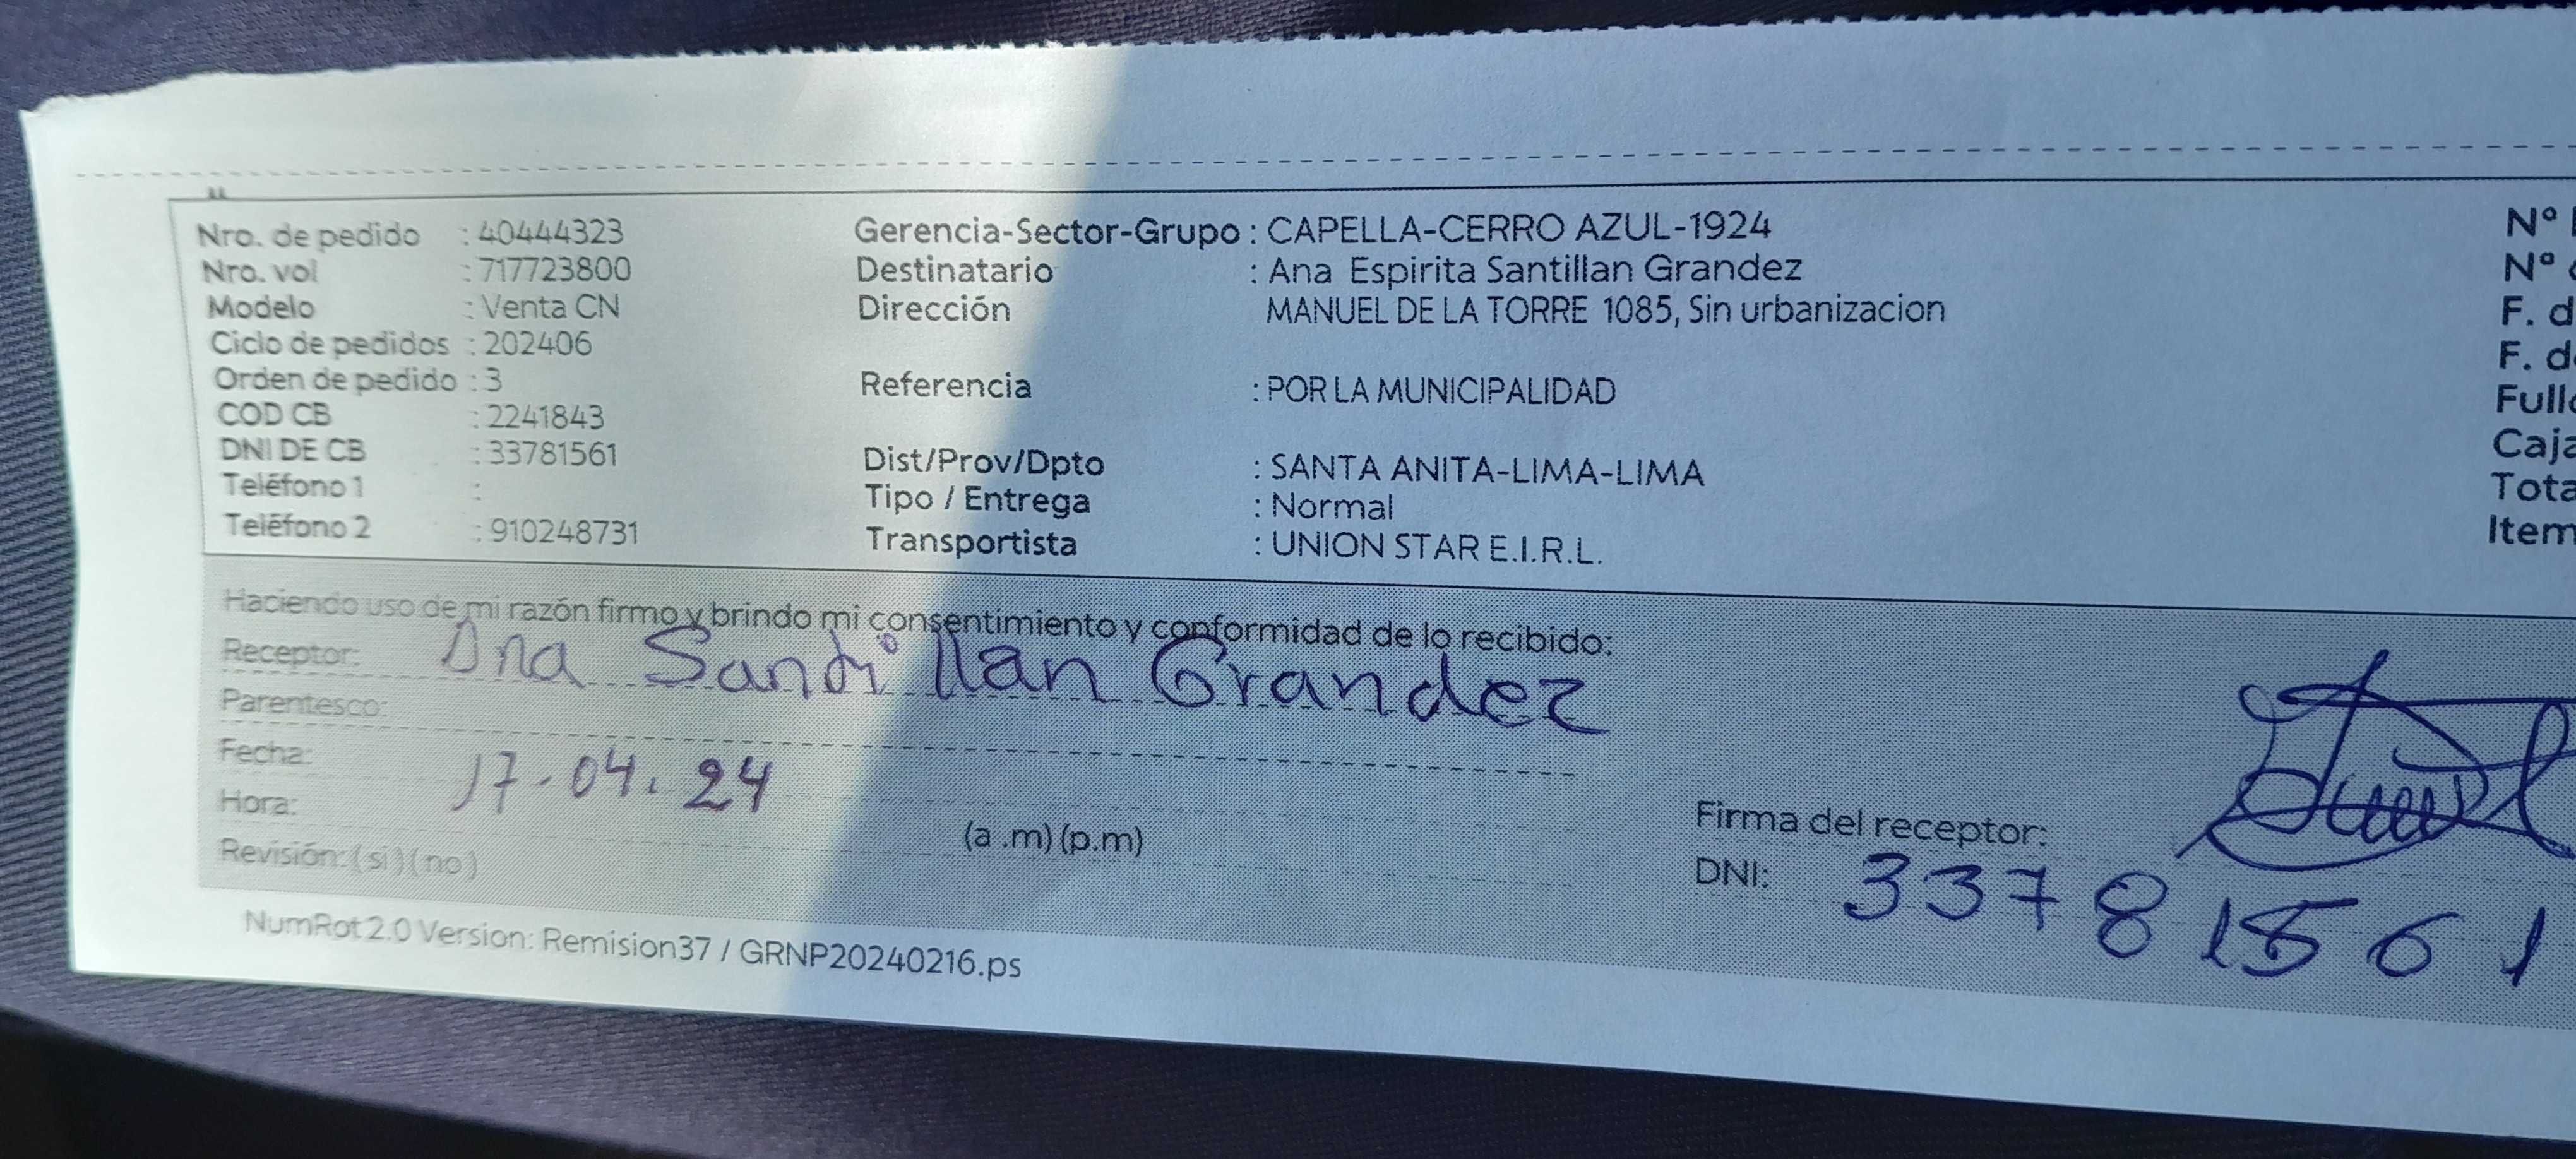 Nro. de pedido : 40444323
Nro. vol : 717723800
Modelo : Venta CN
Ciclo de pedidos : 202406
Orden de pedido : 3
COD CB : 2241843
DNI DE CB : 33781561
Teléfono 1 :
Teléfono 2 : 910248731
Gerencia-Sector-Grupo : CAPELLA-CERRO AZUL-1924
Destinatario : Ana Espirita Santillan Grandez
Dirección MANUEL DE LA TORRE 1085, Sin urbanizacion
Referencia : POR LA MUNICIPALIDAD
Dist/Prov/Dpto : SANTA ANITA-LIMA-LIMA
Tipo / Entrega : Normal
Transportista : UNION STAR E.I.R.L.
N°
N°
F. d
F. d
Full
Caja
Tota
Item
Haciendo uso de mi razón firmo y brindo mi consentimiento y conformidad de lo recibido:
Receptor: Ana Santillan Grandez
Parentesco:
Fecha: 17-04.24
Hora: (a .m) (p.m)
Revisión: (si) (no)
Firma del receptor:
DNI: 33781561
NumRot 2.0 Version: Remision37 / GRNP20240216.ps